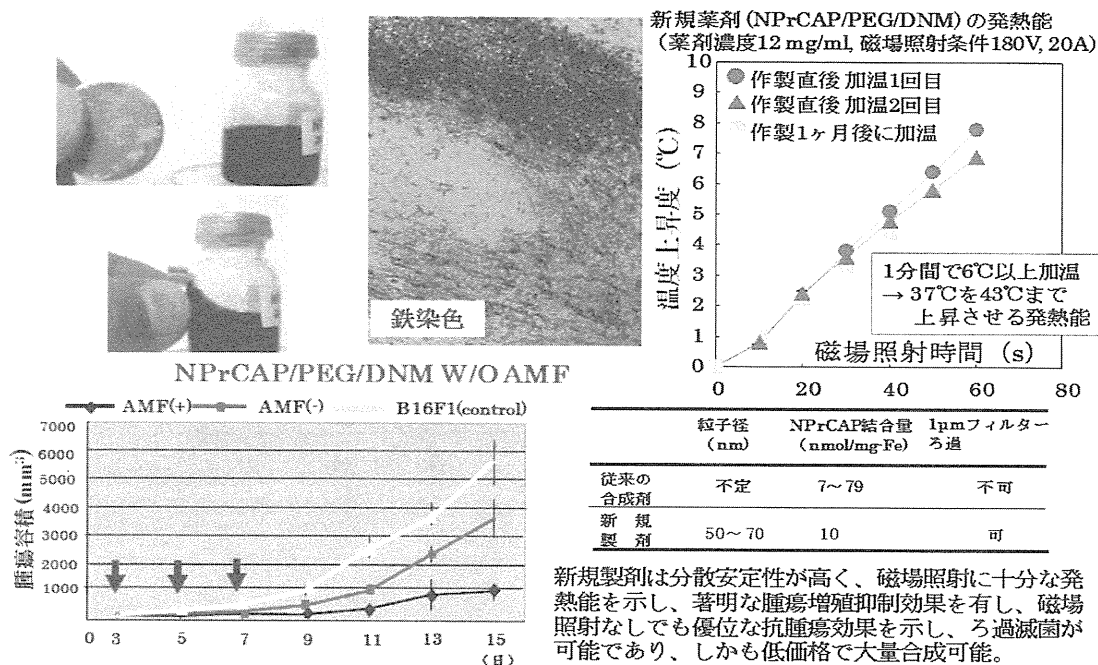 鉄染色
新規薬剤(NPrCAP/PEG/DNM)の発熱能
(薬剤濃度12 mg/ml, 磁場照射条件180V, 20A)
10
9
8
7
6
5
4
3
2
1
0
温度上昇度 (℃)
作製直後 加温1回目
作製直後 加温2回目
作製1ヶ月後に加温
1分間で6℃以上加温
→ 37℃を43℃まで
上昇させる発熱能
磁場照射時間 (s)
0 20 40 60 80
NPrCAP/PEG/DNM W/O AMF
AMF(+) AMF(-) B16F1(control)
腫瘍容積(mm³)
7000
6000
5000
4000
3000
2000
1000
0 3 5 7 9 11 13 15
(日)
粒子径 NPrCAP結合量 1μmフィルター
(nm) (nmol/mg-Fe) ろ過
従来の
合成剤 不定 7〜79 不可
新 規
製剤 50〜70 10 可
新規製剤は分散安定性が高く、磁場照射に十分な発
熱能を示し、著明な腫瘍増殖抑制効果を有し、磁場
照射なしでも優位な抗腫瘍効果を示し、ろ過滅菌が
可能であり、しかも低価格で大量合成可能。